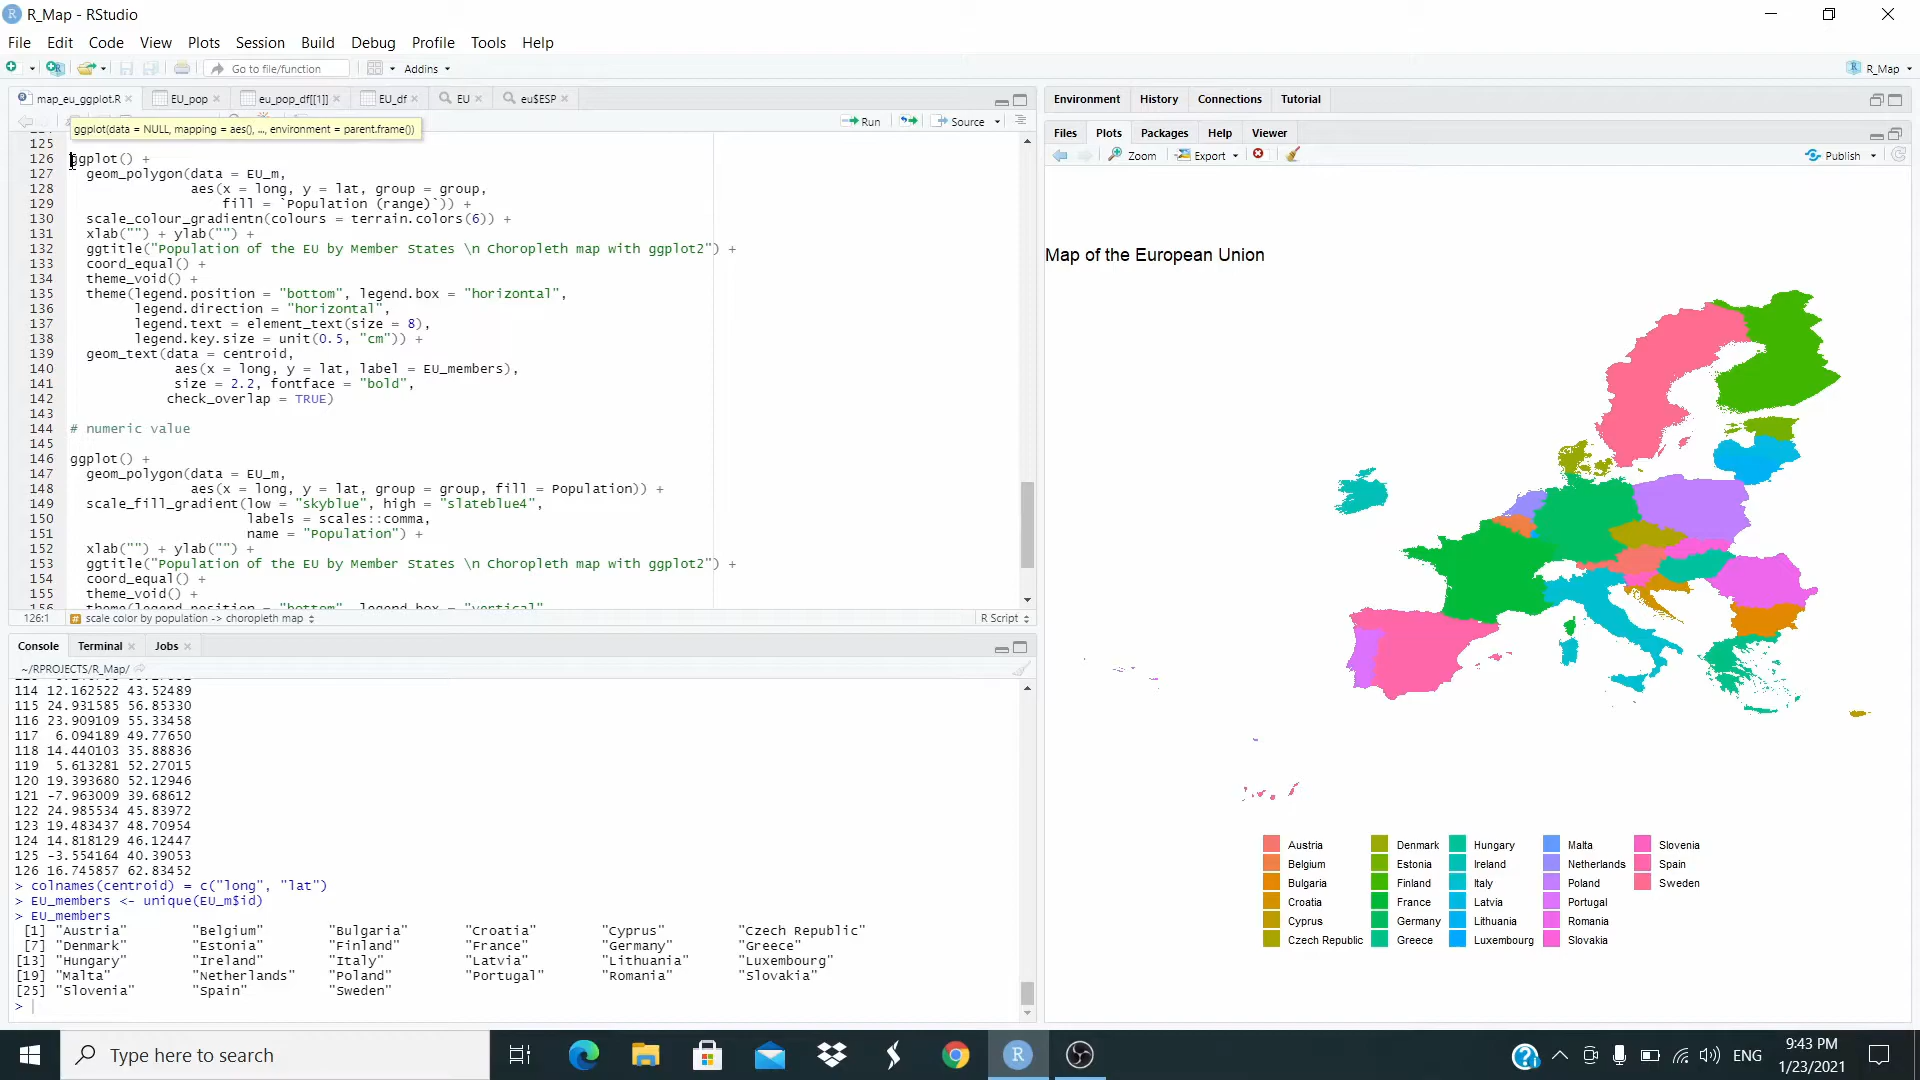 R_Map - RStudio
File Edit Code View Plots Session Build Debug Profile Tools Help
Go to file/function Addins R_Map
map_eu_ggplot.R EU_pop eu_pop_df[[1]] EU_df EU eu$ESP
ggplot(data = NULL, mapping = aes(), ..., environment = parent.frame())
Run Source
125
126 ggplot() +
127 geom_polygon(data = EU_m,
128 aes(x = long, y = lat, group = group,
129 fill = `Population (range)`)) +
130 scale_colour_gradientn(colours = terrain.colors(6)) +
131 xlab("") + ylab("") +
132 ggtitle("Population of the EU by Member States \n Choropleth map with ggplot2") +
133 coord_equal() +
134 theme_void() +
135 theme(legend.position = "bottom", legend.box = "horizontal",
136 legend.direction = "horizontal",
137 legend.text = element_text(size = 8),
138 legend.key.size = unit(0.5, "cm")) +
139 geom_text(data = centroid,
140 aes(x = long, y = lat, label = EU_members),
141 size = 2.2, fontface = "bold",
142 check_overlap = TRUE)
143
144 # numeric value
145
146 ggplot() +
147 geom_polygon(data = EU_m,
148 aes(x = long, y = lat, group = group, fill = Population)) +
149 scale_fill_gradient(low = "skyblue", high = "slateblue4",
150 labels = scales::comma,
151 name = "Population") +
152 xlab("") + ylab("") +
153 ggtitle("Population of the EU by Member States \n Choropleth map with ggplot2") +
154 coord_equal() +
155 theme_void() +
156 theme(legend.position = "bottom", legend.box = "vertical",
126:1 scale color by population -> choropleth map R Script
Console Terminal Jobs
~/RPROJECTS/R_Map/
114 12.162522 43.52489
115 24.931585 56.85330
116 23.909109 55.33458
117 6.094189 49.77650
118 14.440103 35.88836
119 5.613281 52.27015
120 19.393680 52.12946
121 -7.963009 39.68612
122 24.985534 45.83972
123 19.483437 48.70954
124 14.818129 46.12447
125 -3.554164 40.39053
126 16.745857 62.83452
> colnames(centroid) = c("long", "lat")
> EU_members <- unique(EU_m$id)
> EU_members
[1] "Austria" "Belgium" "Bulgaria" "Croatia" "Cyprus" "Czech Republic"
[7] "Denmark" "Estonia" "Finland" "France" "Germany" "Greece"
[13] "Hungary" "Ireland" "Italy" "Latvia" "Lithuania" "Luxembourg"
[19] "Malta" "Netherlands" "Poland" "Portugal" "Romania" "Slovakia"
[25] "Slovenia" "Spain" "Sweden"
>
Environment History Connections Tutorial
Files Plots Packages Help Viewer
Zoom Export Publish
Map of the European Union
Austria Denmark Hungary Malta Slovenia
Belgium Estonia Ireland Netherlands Spain
Bulgaria Finland Italy Poland Sweden
Croatia France Latvia Portugal
Cyprus Germany Lithuania Romania
Czech Republic Greece Luxembourg Slovakia
Type here to search
ENG
9:43 PM
1/23/2021